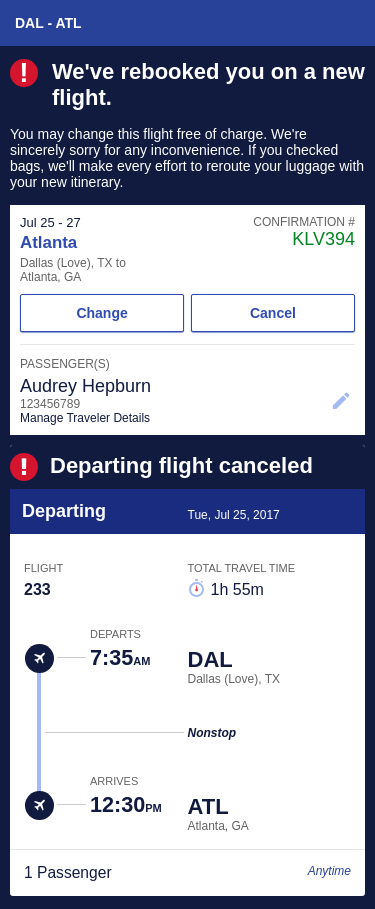 DAL - ATL
We've rebooked you on a new
flight.
You may change this flight free of charge. We're
sincerely sorry for any inconvenience. If you checked
bags, we'll make every effort to reroute your luggage with
your new itinerary.
Jul 25 - 27
CONFIRMATION #
Atlanta
KLV394
Dallas (Love), TX to
Atlanta, GA
Change
Cancel
PASSENGER(S)
Audrey Hepburn
123456789
Manage Traveler Details
Departing flight canceled
Departing
Tue, Jul 25, 2017
FLIGHT
TOTAL TRAVEL TIME
233
1h 55m
DEPARTS
7:35AM
DAL
Dallas (Love), TX
Nonstop
ARRIVES
12:30PM
ATL
Atlanta, GA
1 Passenger
Anytime